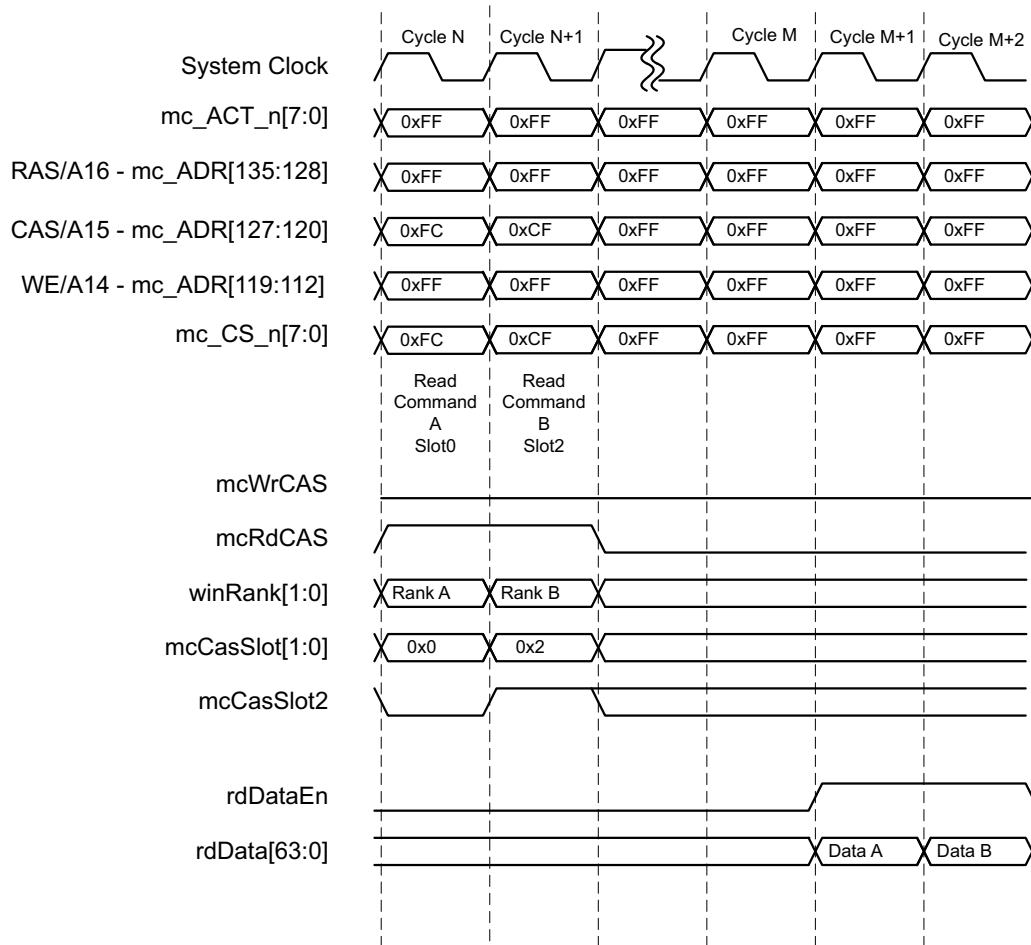 Cycle N Cycle N+1 Cycle M Cycle M+1 Cycle M+2
System Clock
mc_ACT_n[7:0] 0xFF 0xFF 0xFF 0xFF 0xFF 0xFF
RAS/A16 - mc_ADR[135:128] 0xFF 0xFF 0xFF 0xFF 0xFF 0xFF
CAS/A15 - mc_ADR[127:120] 0xFC 0xCF 0xFF 0xFF 0xFF 0xFF
WE/A14 - mc_ADR[119:112] 0xFF 0xFF 0xFF 0xFF 0xFF 0xFF
mc_CS_n[7:0] 0xFC 0xCF 0xFF 0xFF 0xFF 0xFF
Read Read
Command Command
A B
Slot0 Slot2
mcWrCAS
mcRdCAS
winRank[1:0] Rank A Rank B
mcCasSlot[1:0] 0x0 0x2
mcCasSlot2
rdDataEn
rdData[63:0] Data A Data B